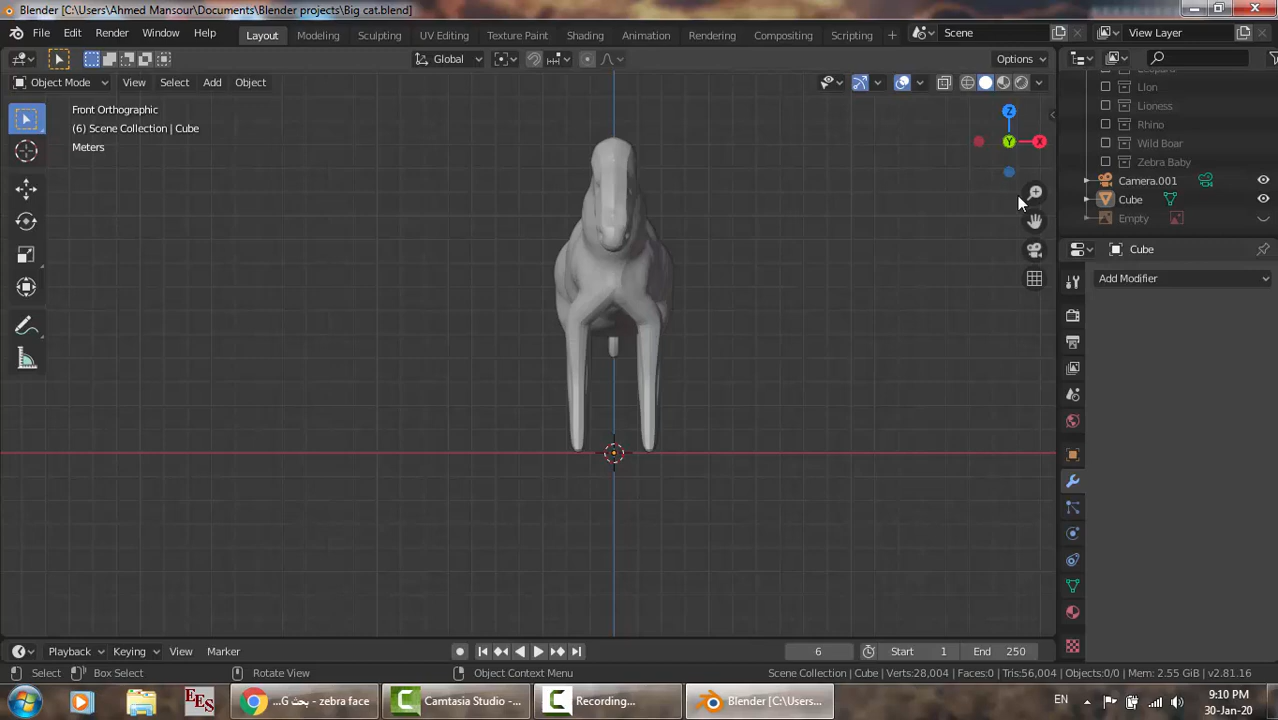 Blender [C:\Users\Ahmed Mansour\Documents\Blender projects\Big cat.blend]
File Edit Render Window Help Layout Modeling Sculpting UV Editing Texture Paint Shading Animation Rendering Compositing Scripting + Scene View Layer
Global Options
Object Mode View Select Add Object
Front Orthographic
(6) Scene Collection | Cube
Meters
Z
Y
X
LIon
Lioness
Rhino
Wild Boar
Zebra Baby
Camera.001
Cube
Empty
Cube
Add Modifier
Playback Keying View Marker 6 Start 1 End 250
Select Box Select Rotate View Object Context Menu Scene Collection | Cube | Verts:28,004 | Faces:0 | Tris:56,004 | Objects:0/0 | Mem: 2.55 GiB | v2.81.16
EES
...G بحث - zebra face
Camtasia Studio - ...
Recording...
Blender [C:\Users...
EN
9:10 PM
30-Jan-20